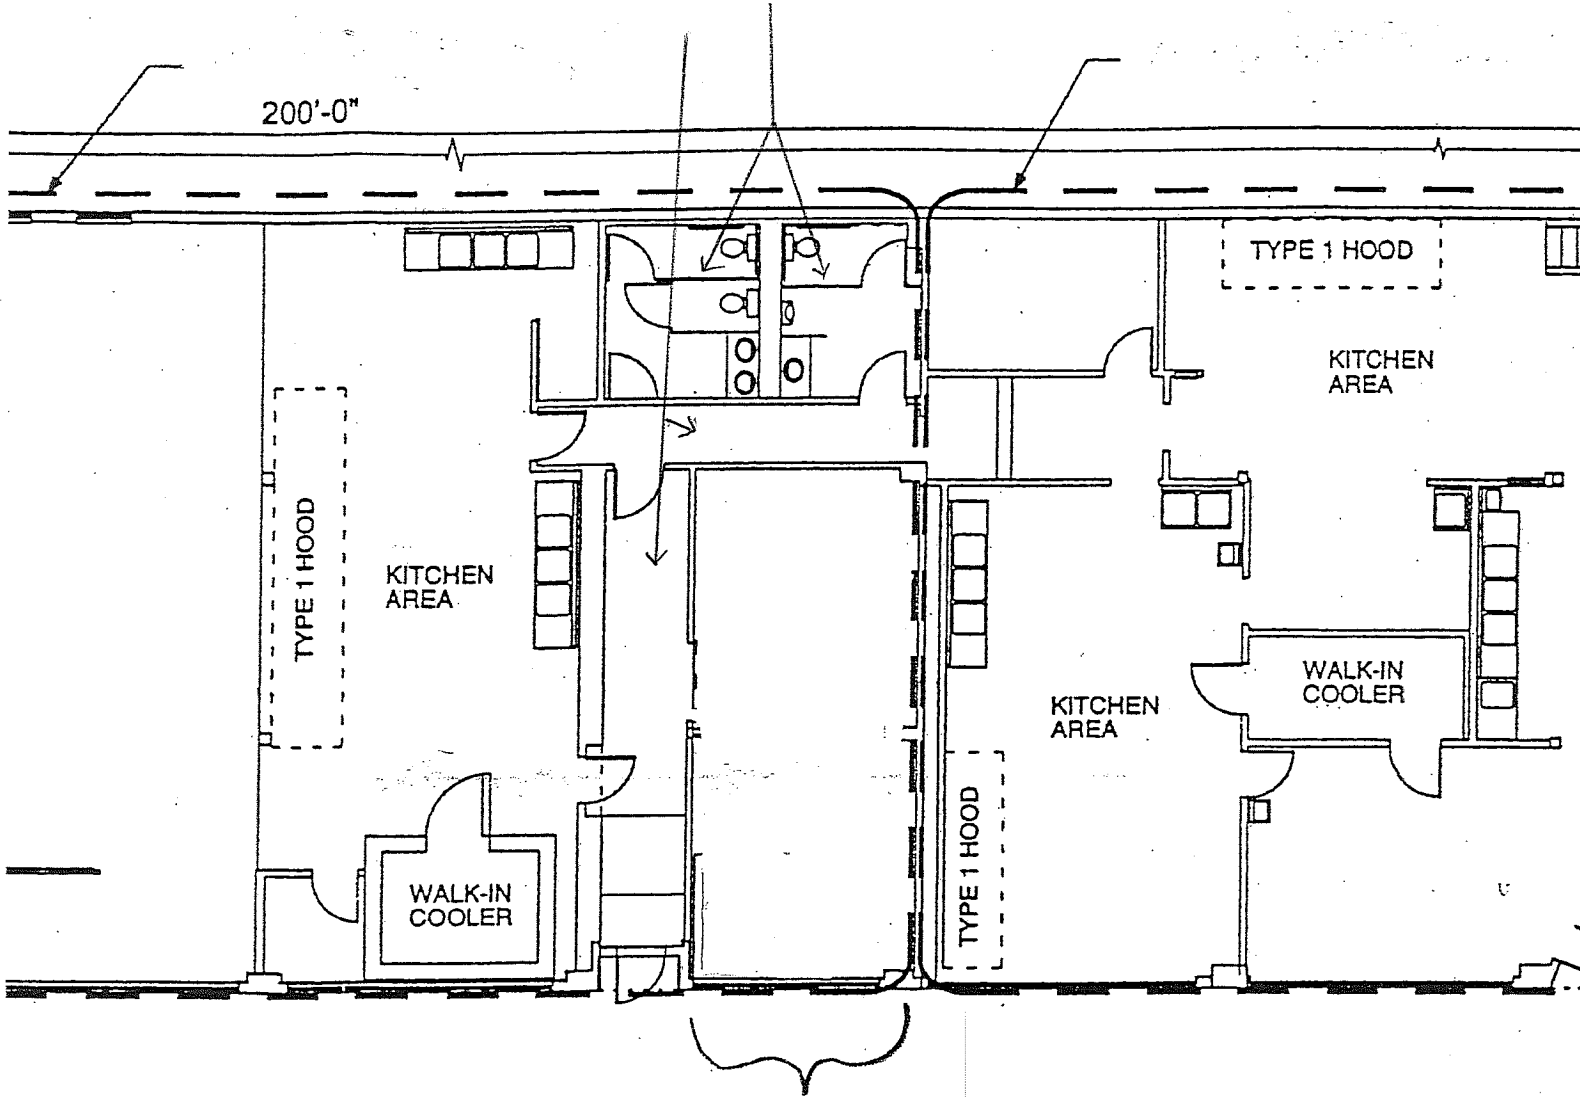 200'-0"
TYPE 1 HOOD
KITCHEN
AREA
TYPE 1 HOOD
KITCHEN
AREA
WALK-IN
COOLER
KITCHEN
AREA
TYPE 1 HOOD
WALK-IN
COOLER